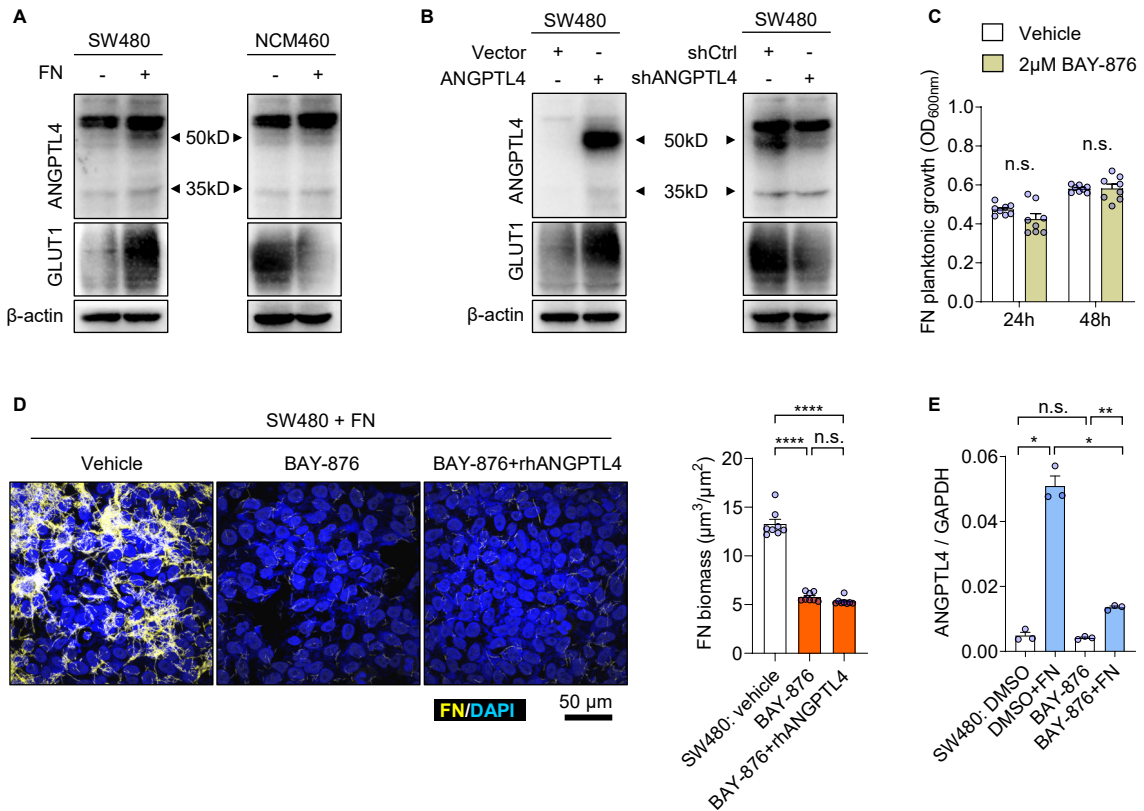 A
SW480
NCM460
FN
- +
- +
ANGPTL4
◄ 50kD ►
◄ 35kD ►
GLUT1
β-actin
B
SW480
SW480
Vector + -
shCtrl + -
ANGPTL4 - +
shANGPTL4 - +
ANGPTL4
◄ 50kD ►
◄ 35kD ►
GLUT1
β-actin
C
Vehicle
2μM BAY-876
FN planktonic growth (OD600nm)
1.0
0.8
0.6
0.4
0.2
0.0
n.s.
n.s.
24h
48h
D
SW480 + FN
Vehicle
BAY-876
BAY-876+rhANGPTL4
FN/DAPI
50 μm
FN biomass (μm³/μm²)
20
15
10
5
0
****
**** n.s.
SW480: vehicle
BAY-876
BAY-876+rhANGPTL4
E
ANGPTL4 / GAPDH
0.06
0.04
0.02
0.00
n.s. **
* *
SW480: DMSO
DMSO+FN
BAY-876
BAY-876+FN